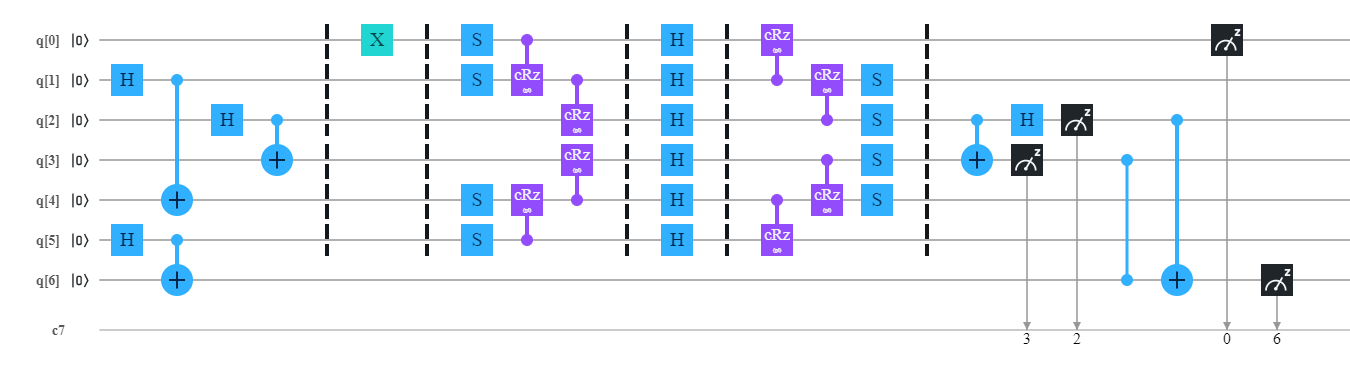 q[0] |0⟩ X S H cRz z
q[1] |0⟩ H S cRz H cRz S
q[2] |0⟩ H cRz H S H z
q[3] |0⟩ cRz H S z
q[4] |0⟩ S cRz H cRz S
q[5] |0⟩ H S H cRz
q[6] |0⟩ z
c7 3 2 0 6